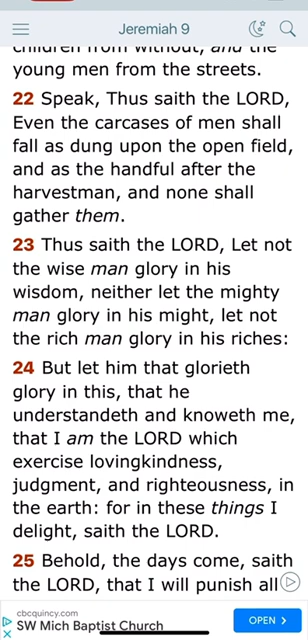 Jeremiah 9
children from without, and the
young men from the streets.
22 Speak, Thus saith the LORD,
Even the carcases of men shall
fall as dung upon the open field,
and as the handful after the
harvestman, and none shall
gather them.
23 Thus saith the LORD, Let not
the wise man glory in his
wisdom, neither let the mighty
man glory in his might, let not
the rich man glory in his riches:
24 But let him that glorieth
glory in this, that he
understandeth and knoweth me,
that I am the LORD which
exercise lovingkindness,
judgment, and righteousness, in
the earth: for in these things I
delight, saith the LORD.
25 Behold, the days come, saith
the LORD, that I will punish all
cbcquincy.com
SW Mich Baptist Church
OPEN >